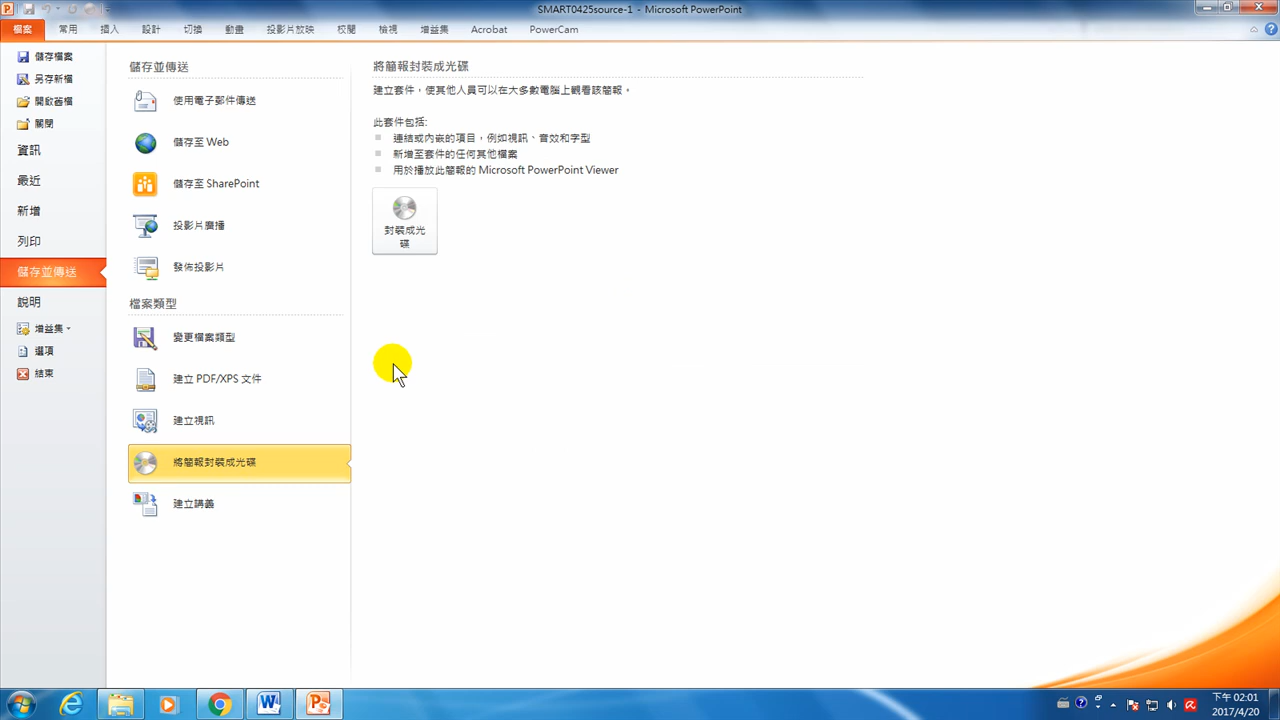 SMART0425source-1 - Microsoft PowerPoint
檔案 常用 插入 設計 切換 動畫 投影片放映 校閱 檢視 增益集 Acrobat PowerCam
儲存檔案
另存新檔
開啟舊檔
關閉
資訊
最近
新增
列印
儲存並傳送
說明
增益集
選項
結束
儲存並傳送
使用電子郵件傳送
儲存至 Web
儲存至 SharePoint
投影片廣播
發佈投影片
檔案類型
變更檔案類型
建立 PDF/XPS 文件
建立視訊
將簡報封裝成光碟
建立講義
將簡報封裝成光碟
建立套件，使其他人員可以在大多數電腦上觀看該簡報。
此套件包括:
連結或內嵌的項目，例如視訊、音效和字型
新增至套件的任何其他檔案
用於播放此簡報的 Microsoft PowerPoint Viewer
封裝成光
碟
下午 02:01
2017/4/20